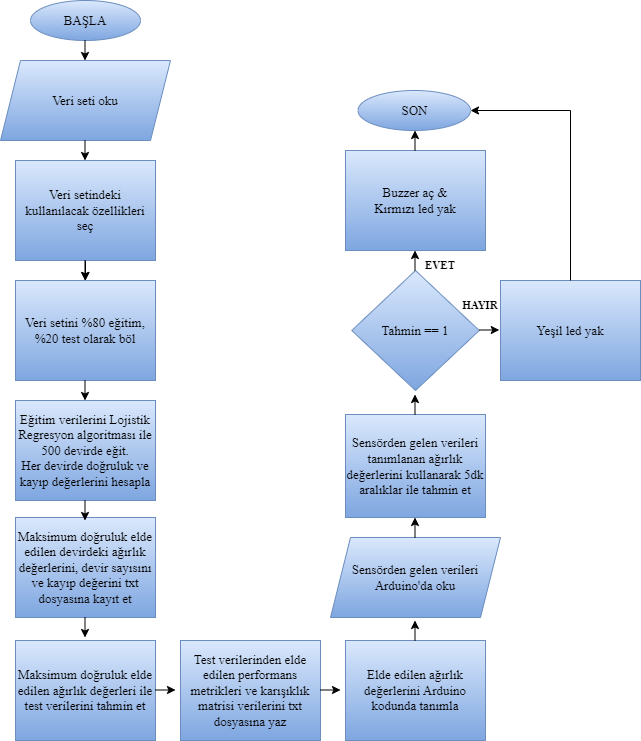 BAŞLA
Veri seti oku
Veri setindeki
kullanılacak özellikleri
seç
Veri setini %80 eğitim,
%20 test olarak böl
Eğitim verilerini Lojistik
Regresyon algoritması ile
500 devirde eğit.
Her devirde doğruluk ve
kayıp değerlerini hesapla
Maksimum doğruluk elde
edilen devirdeki ağırlık
değerlerini, devir sayısını
ve kayıp değerini txt
dosyasına kayıt et
Maksimum doğruluk elde
edilen ağırlık değerleri ile
test verilerini tahmin et
Test verilerinden elde
edilen performans
metrikleri ve karışıklık
matrisi verilerini txt
dosyasına yaz
Elde edilen ağırlık
değerlerini Arduino
kodunda tanımla
Sensörden gelen verileri
Arduino'da oku
Sensörden gelen verileri
tanımlanan ağırlık
değerlerini kullanarak 5dk
aralıklar ile tahmin et
Tahmin == 1
EVET
HAYIR
Buzzer aç &
Kırmızı led yak
Yeşil led yak
SON